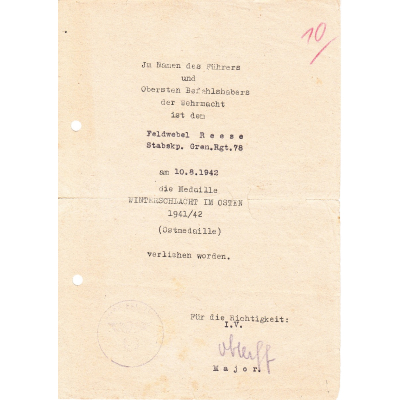 10
Im Namen des Führers
und
Obersten Befehlshabers
der Wehrmacht
ist dem
Feldwebel Reese
Stabskp. Gren.Rgt.78
am 10.8.1942
die Medaille
WINTERSCHLACHT IM OSTEN
1941/42
(Ostmedaille)
verliehen worden.
Für die Richtigkeit:
I.V.
Major.